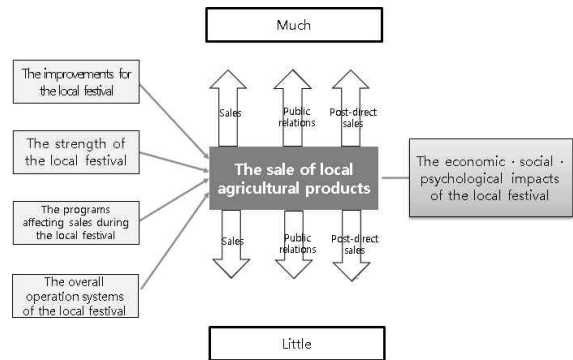 Much
The improvements for
the local festival
The strength of
the local festival
The programs
affecting sales during
the local festival
The overall
operation systems
of the local festival
Sales
Public
relations
Post-direct
sales
The sale of local
agricultural products
Sales
Public
relations
Post-direct
sales
The economic · social ·
psychological impacts
of the local festival
Little